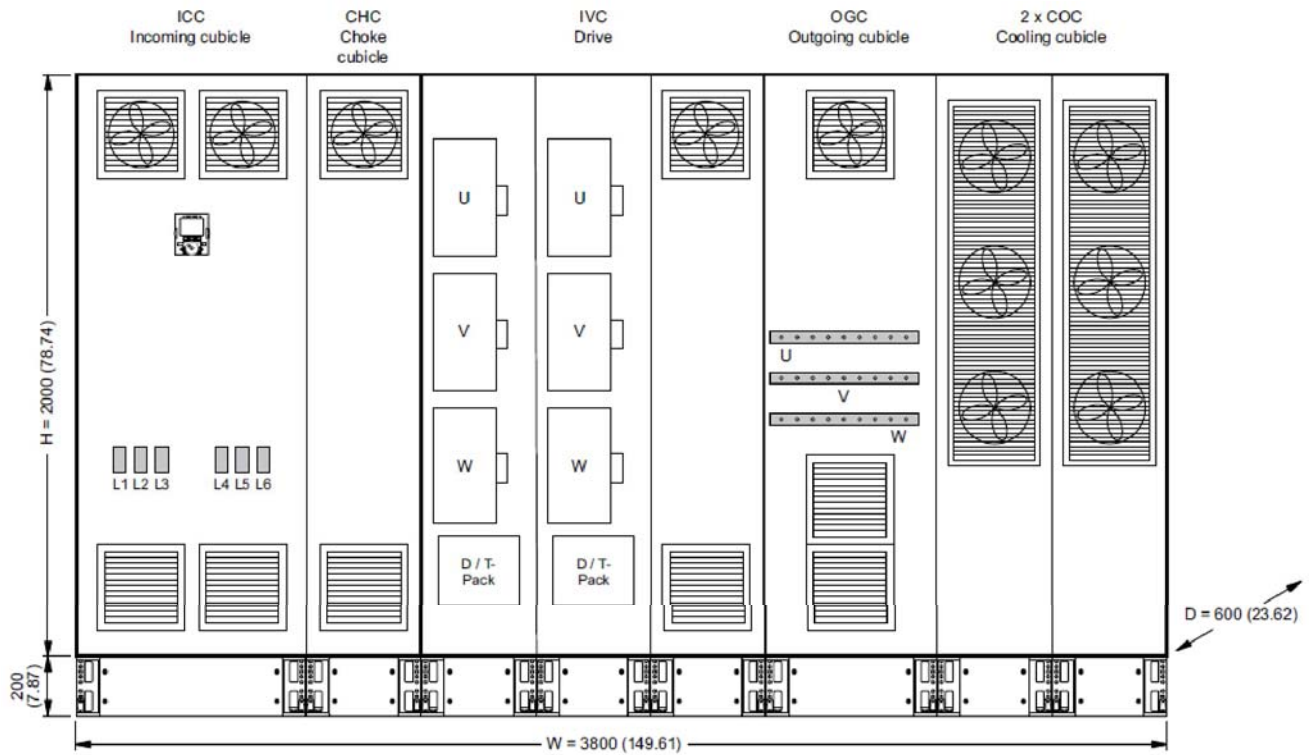 ICC
Incoming cubicle
CHC
Choke
cubicle
IVC
Drive
OGC
Outgoing cubicle
2 x COC
Cooling cubicle
H = 2000 (78.74)
U
U
V
V
U
V
W
W
W
L1 L2 L3
L4 L5 L6
D / T-
Pack
D / T-
Pack
D = 600 (23.62)
200
(7.87)
W = 3800 (149.61)